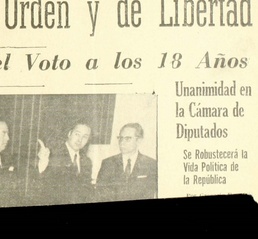 Orden y de Libertad
el Voto a los 18 Años
Unanimidad en
la Cámara de
Diputados
Se Robustecerá la
Vida Política de
la República